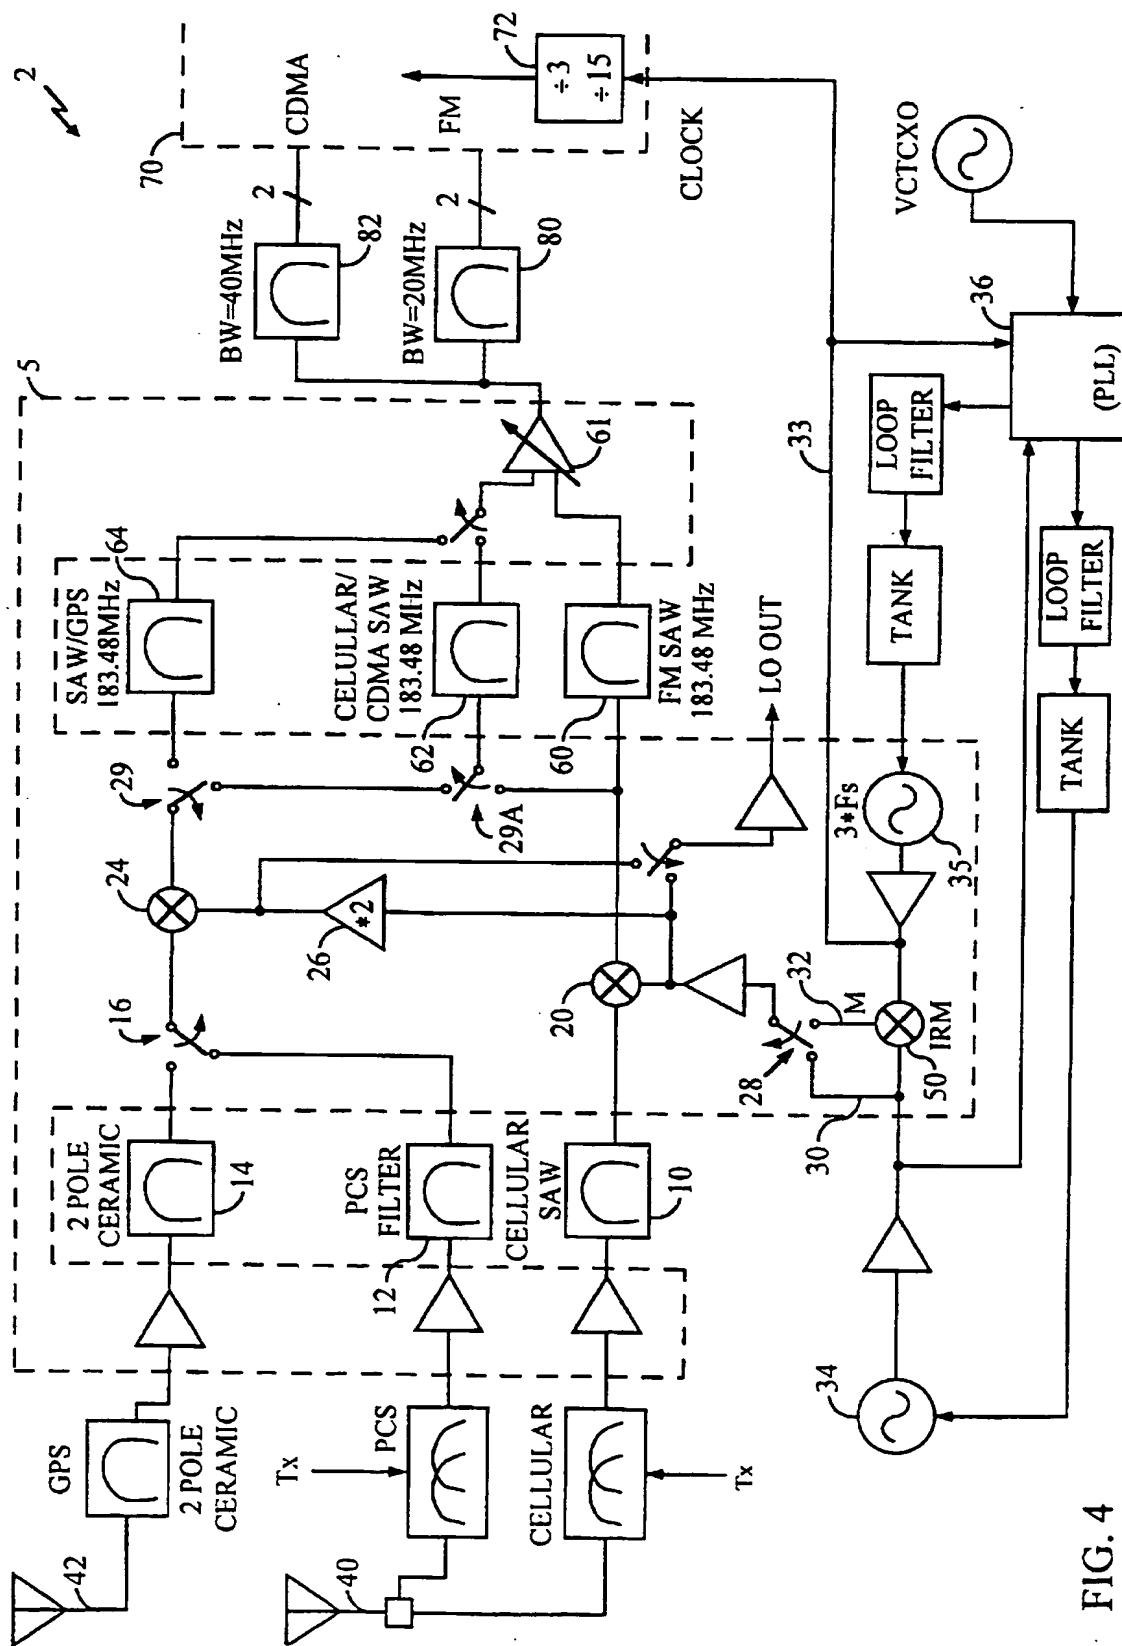 2
42
GPS
2 POLE
CERAMIC
2 POLE
CERAMIC
14
16
24
29
SAW/GPS
183.48MHz
64
5
BW=40MHz
82
2
70
CDMA
40
Tx
PCS
12
PCS
FILTER
26
*2
29A
CELULLAR/
CDMA SAW
183.48 MHz
62
61
BW=20MHz
80
2
FM
72
÷3
÷15
CLOCK
CELLULAR
Tx
CELLULAR
SAW
10
20
60
FM SAW
183.48 MHz
LO OUT
28
30
32
M
50
IRM
33
3*Fs
35
TANK
LOOP
FILTER
36
(PLL)
VCTCXO
34
TANK
LOOP
FILTER
FIG. 4